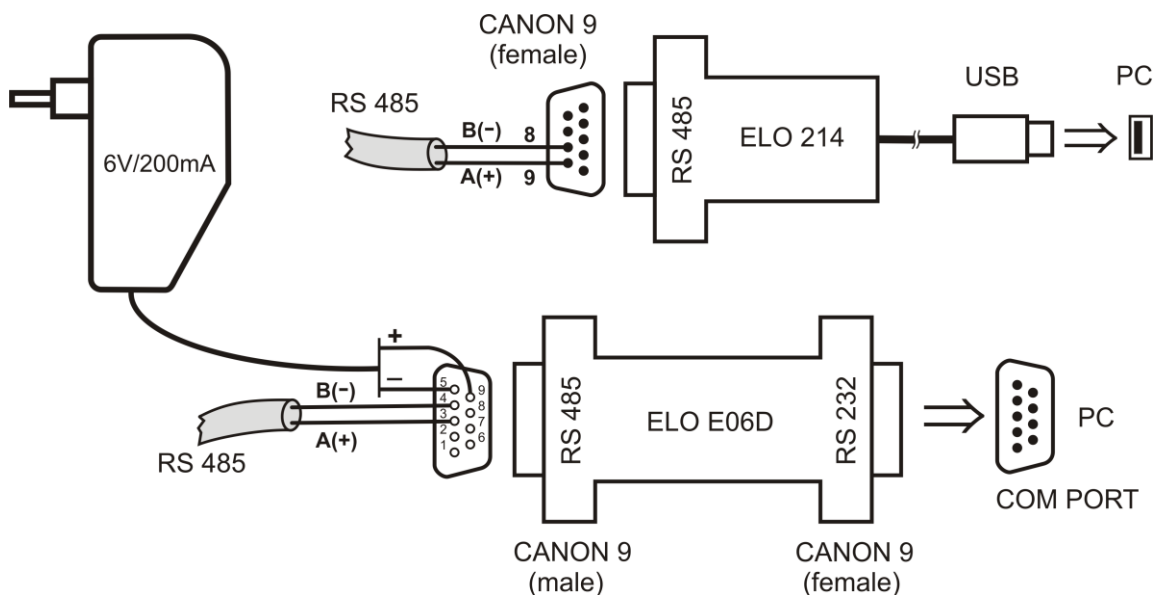 CANON 9
(female)
USB
PC
RS 485
B(−) 8
A(+) 9
RS 485
ELO 214
6V/200mA
+
−
B(−)
A(+)
RS 485
5
4
3
2
1
9
8
7
6
RS 485
ELO E06D
RS 232
PC
COM PORT
CANON 9
(male)
CANON 9
(female)